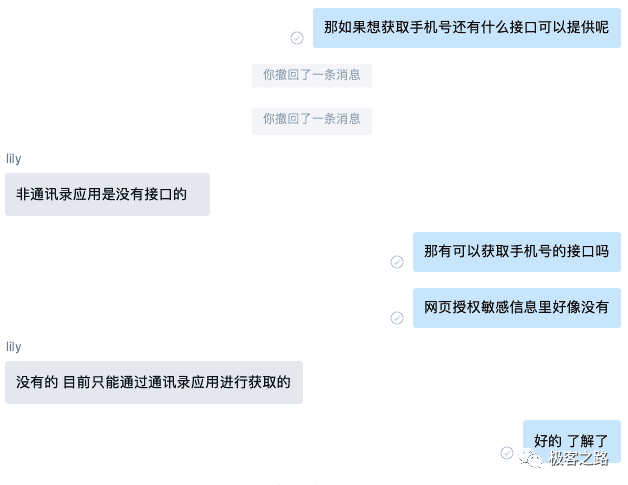 那如果想获取手机号还有什么接口可以提供呢
你撤回了一条消息
你撤回了一条消息
lily
非通讯录应用是没有接口的
那有可以获取手机号的接口吗
网页授权敏感信息里好像没有
lily
没有的 目前只能通过通讯录应用进行获取的
好的 了解了
极客之路